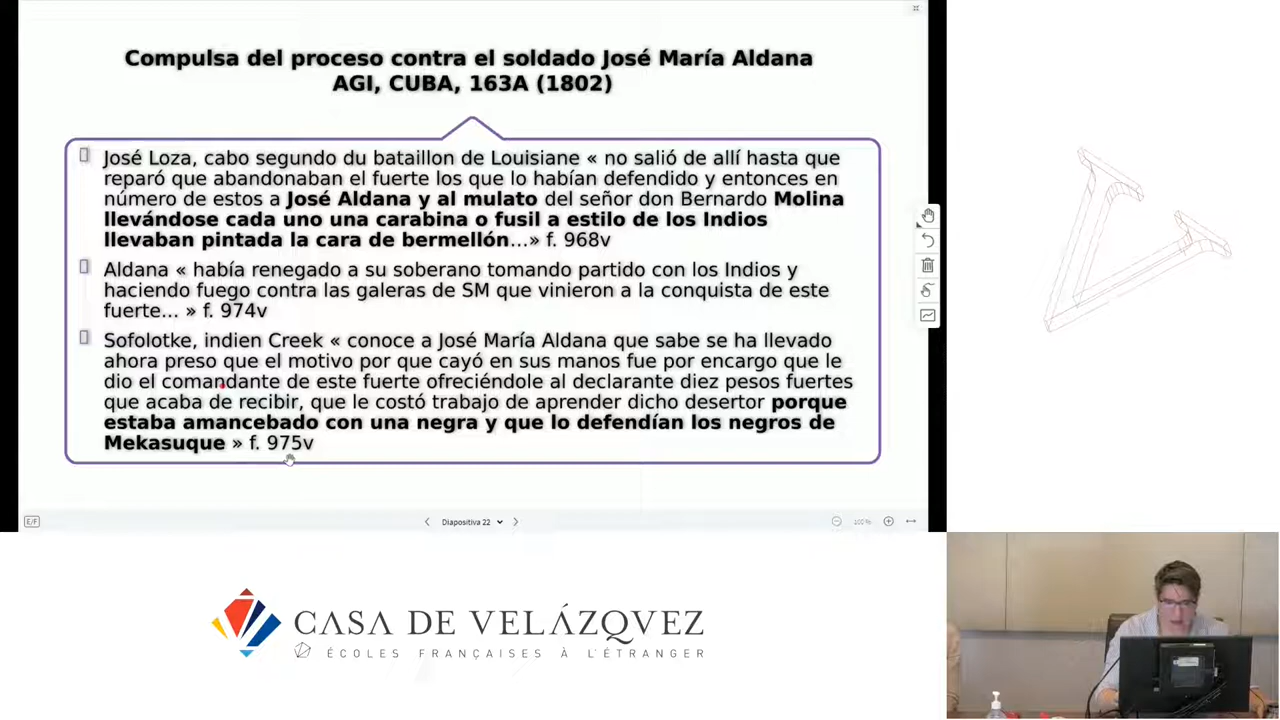 Compulsa del proceso contra el soldado José María Aldana
AGI, CUBA, 163A (1802)
José Loza, cabo segundo du bataillon de Louisiane « no salió de allí hasta que
reparó que abandonaban el fuerte los que lo habían defendido y entonces en
número de estos a José Aldana y al mulato del señor don Bernardo Molina
llevándose cada uno una carabina o fusil a estilo de los Indios
llevaban pintada la cara de bermellón...» f. 968v
Aldana « había renegado a su soberano tomando partido con los Indios y
haciendo fuego contra las galeras de SM que vinieron a la conquista de este
fuerte... » f. 974v
Sofolotke, indien Creek « conoce a José María Aldana que sabe se ha llevado
ahora preso que el motivo por que cayó en sus manos fue por encargo que le
dio el comandante de este fuerte ofreciéndole al declarante diez pesos fuertes
que acaba de recibir, que le costó trabajo de aprender dicho desertor porque
estaba amancebado con una negra y que lo defendían los negros de
Mekasuque » f. 975v
E/F
Diapositiva 22
100%
CASA DE VELÁZQVEZ
ÉCOLES FRANÇAISES À L'ÉTRANGER